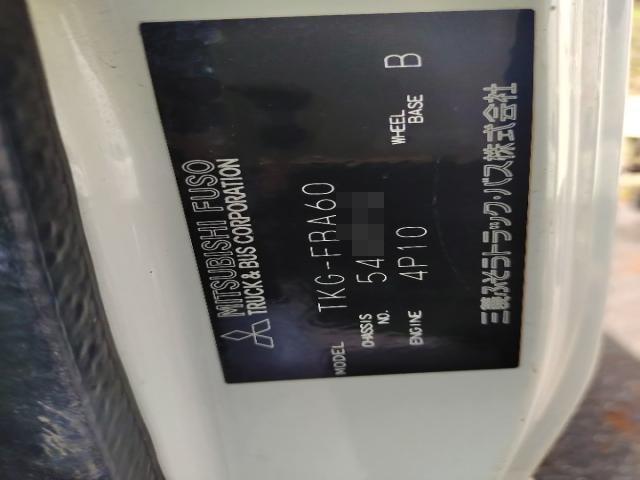 MITSUBISHI FUSO
TRUCK & BUS CORPORATION
MODEL TKG-FBA60
CHASSIS NO. 54
ENGINE 4P10
WHEEL BASE B
三菱ふそうトラック・バス株式会社